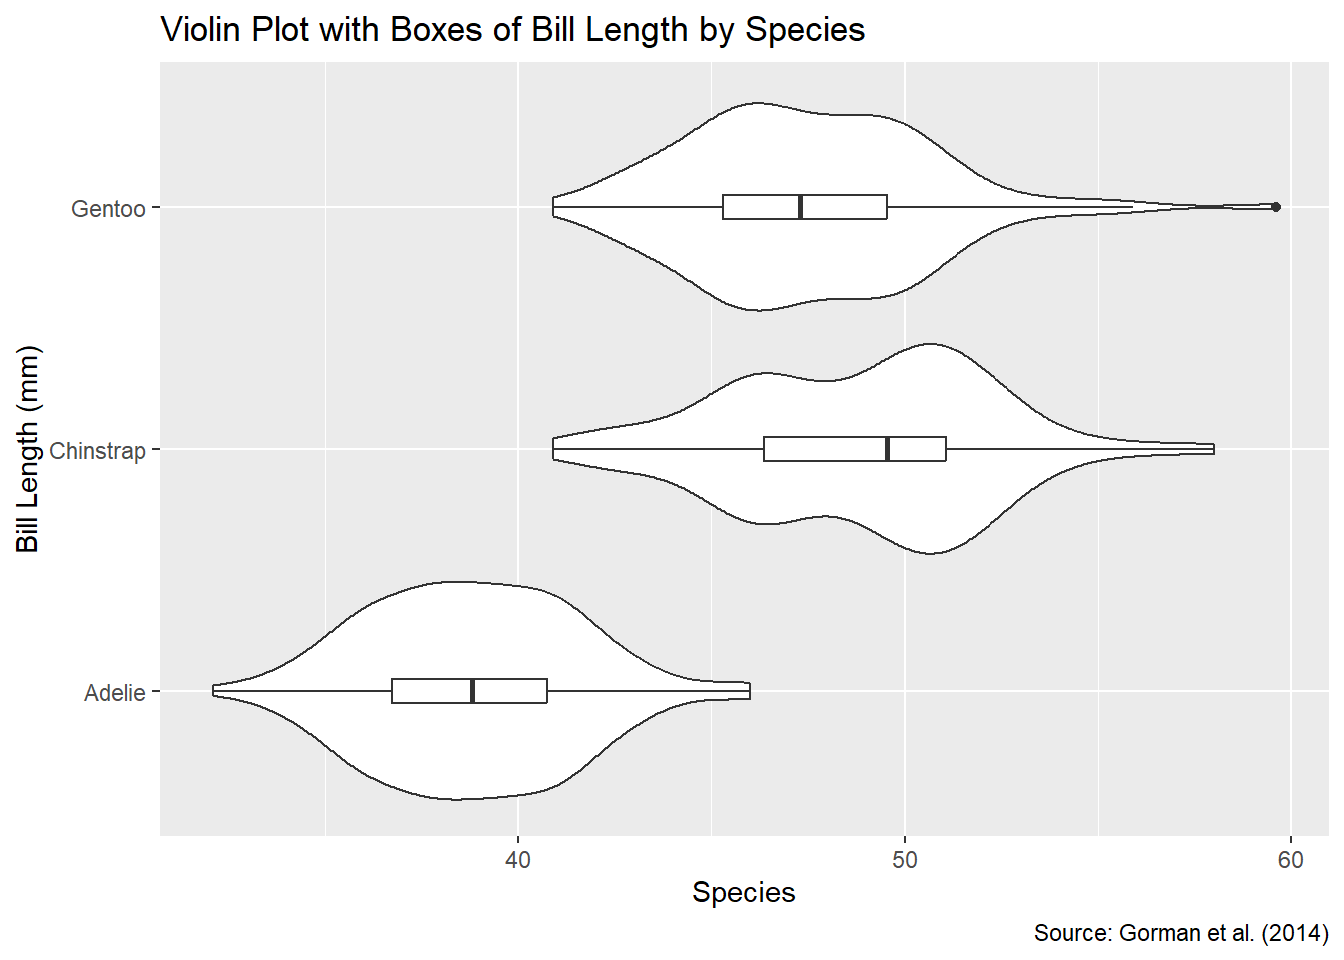 Violin Plot with Boxes of Bill Length by Species
Bill Length (mm)
Gentoo
Chinstrap
Adelie
40 50 60
Species
Source: Gorman et al. (2014)